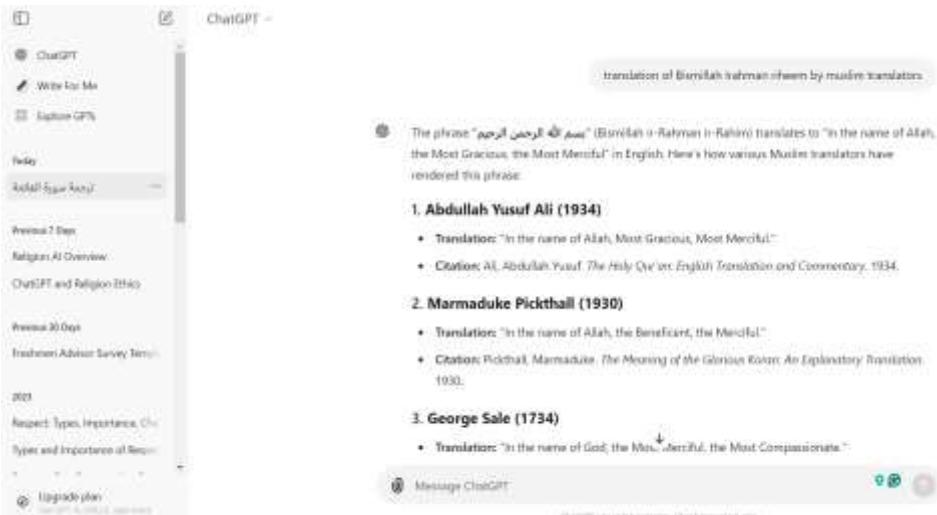 ChatGPT
ChatGPT
Write For Me
Explore GPTs
Today
ترجمة سورة الفاتحة
Previous 7 Days
Religion AI Overview
ChatGPT and Religion Ethics
Previous 30 Days
Freshmen Advisor Survey Templ
2023
Respect: Types, Importance, Ch
Types and Importance of Respe
Upgrade plan
translation of Bismillah irahman riheem by muslim translators
The phrase "بسم الله الرحمن الرحيم" (Bismillah ir-Rahman ir-Rahim) translates to "In the name of Allah,
the Most Gracious, the Most Merciful" in English. Here's how various Muslim translators have
rendered this phrase:
1. Abdullah Yusuf Ali (1934)
• Translation: "In the name of Allah, Most Gracious, Most Merciful."
• Citation: Ali, Abdullah Yusuf. The Holy Qur'an: English Translation and Commentary. 1934.
2. Marmaduke Pickthall (1930)
• Translation: "In the name of Allah, the Beneficent, the Merciful."
• Citation: Pickthall, Marmaduke. The Meaning of the Glorious Koran: An Explanatory Translation.
1930.
3. George Sale (1734)
• Translation: "In the name of God, the Most Merciful, the Most Compassionate."
Message ChatGPT